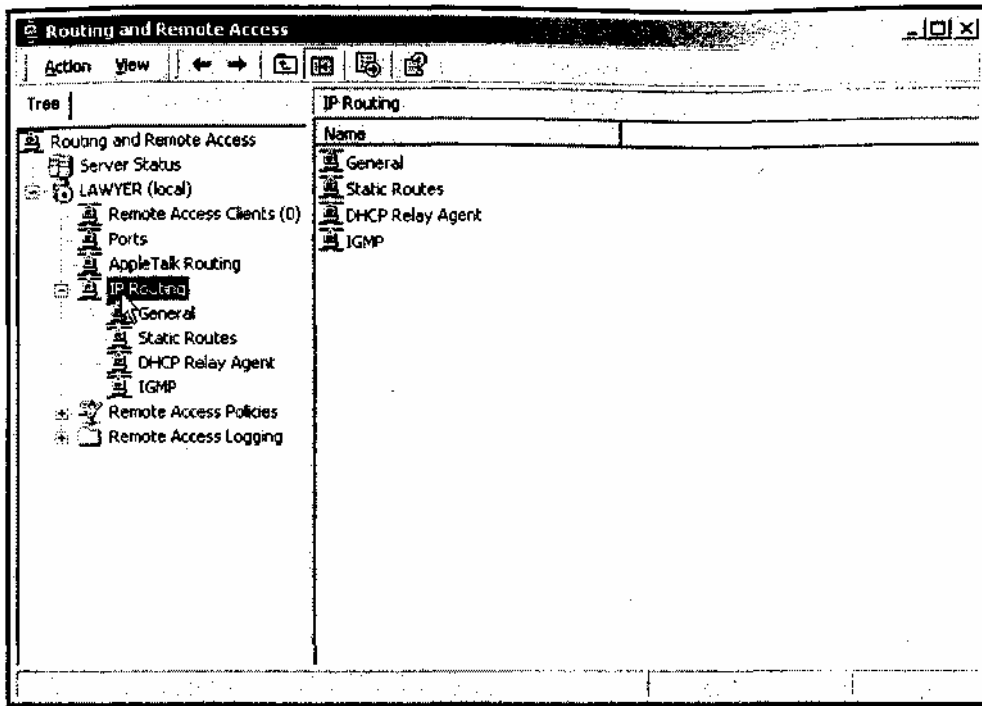 Routing and Remote Access
Action View
Tree
IP Routing
Name
Routing and Remote Access
Server Status
LAWYER (local)
Remote Access Clients (0)
Ports
AppleTalk Routing
IP Routing
General
Static Routes
DHCP Relay Agent
IGMP
Remote Access Policies
Remote Access Logging
General
Static Routes
DHCP Relay Agent
IGMP